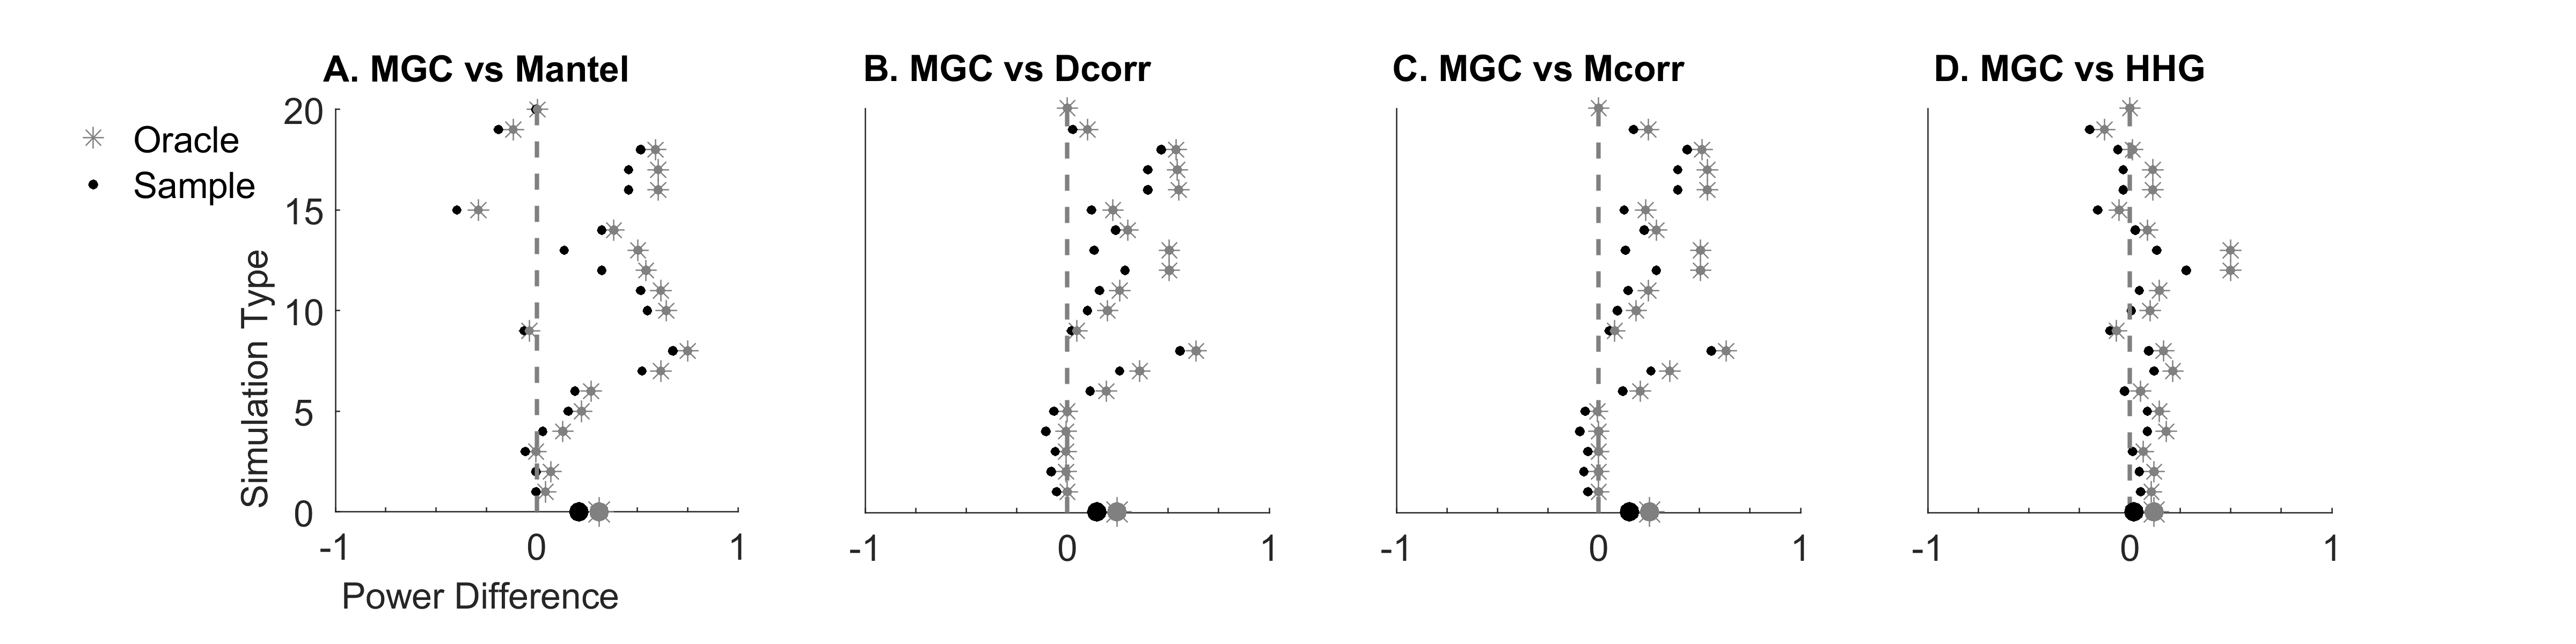 A. MGC vs Mantel
B. MGC vs Dcorr
C. MGC vs Mcorr
D. MGC vs HHG
Oracle
Sample
Simulation Type
20
15
10
5
0
-1 0 1
-1 0 1
-1 0 1
-1 0 1
Power Difference